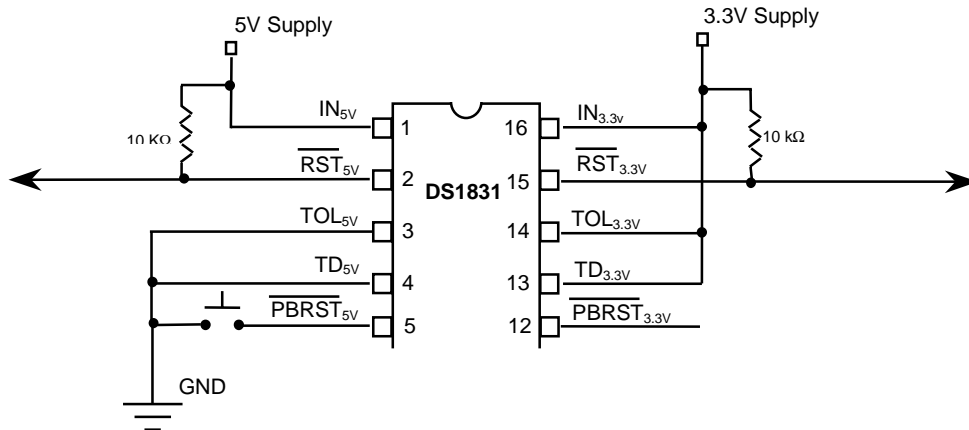 5V Supply
3.3V Supply
IN5V
1
16
IN3.3v
10 KΩ
10 kΩ
RST5V
2
15
RST3.3V
DS1831
TOL5V
3
14
TOL3.3V
TD5V
4
13
TD3.3V
PBRST5V
5
12
PBRST3.3V
GND